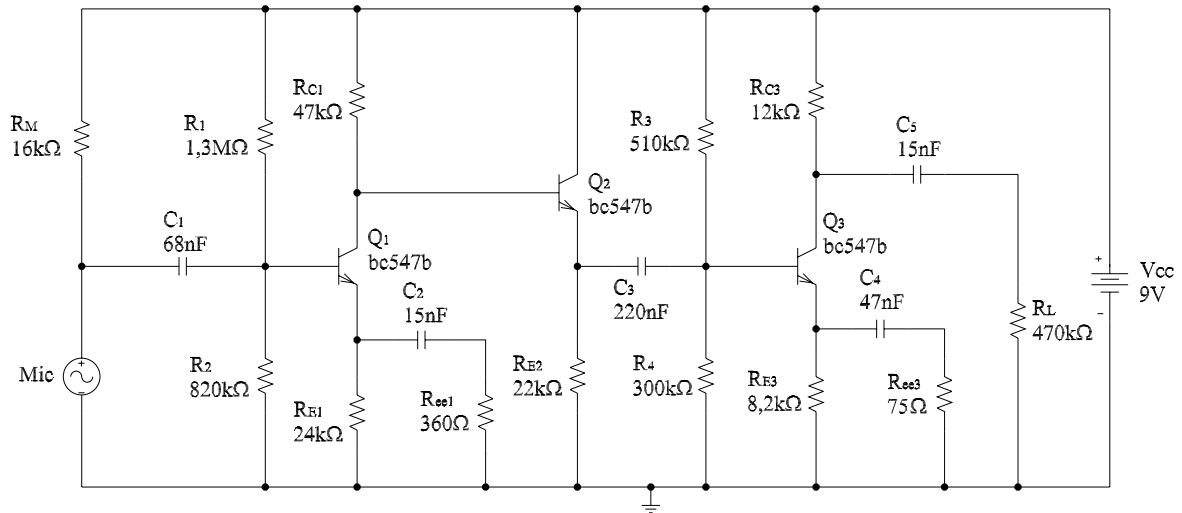 RM
16kΩ
R1
1,3MΩ
RC1
47kΩ
R3
510kΩ
RC3
12kΩ
C5
15nF
Q2
bc547b
C1
68nF
Q1
bc547b
Q3
bc547b
C3
220nF
C2
15nF
C4
47nF
+
Vcc
9V
-
RL
470kΩ
Mic
+
-
R2
820kΩ
RE1
24kΩ
Ree1
360Ω
RE2
22kΩ
R4
300kΩ
RE3
8,2kΩ
Ree3
75Ω